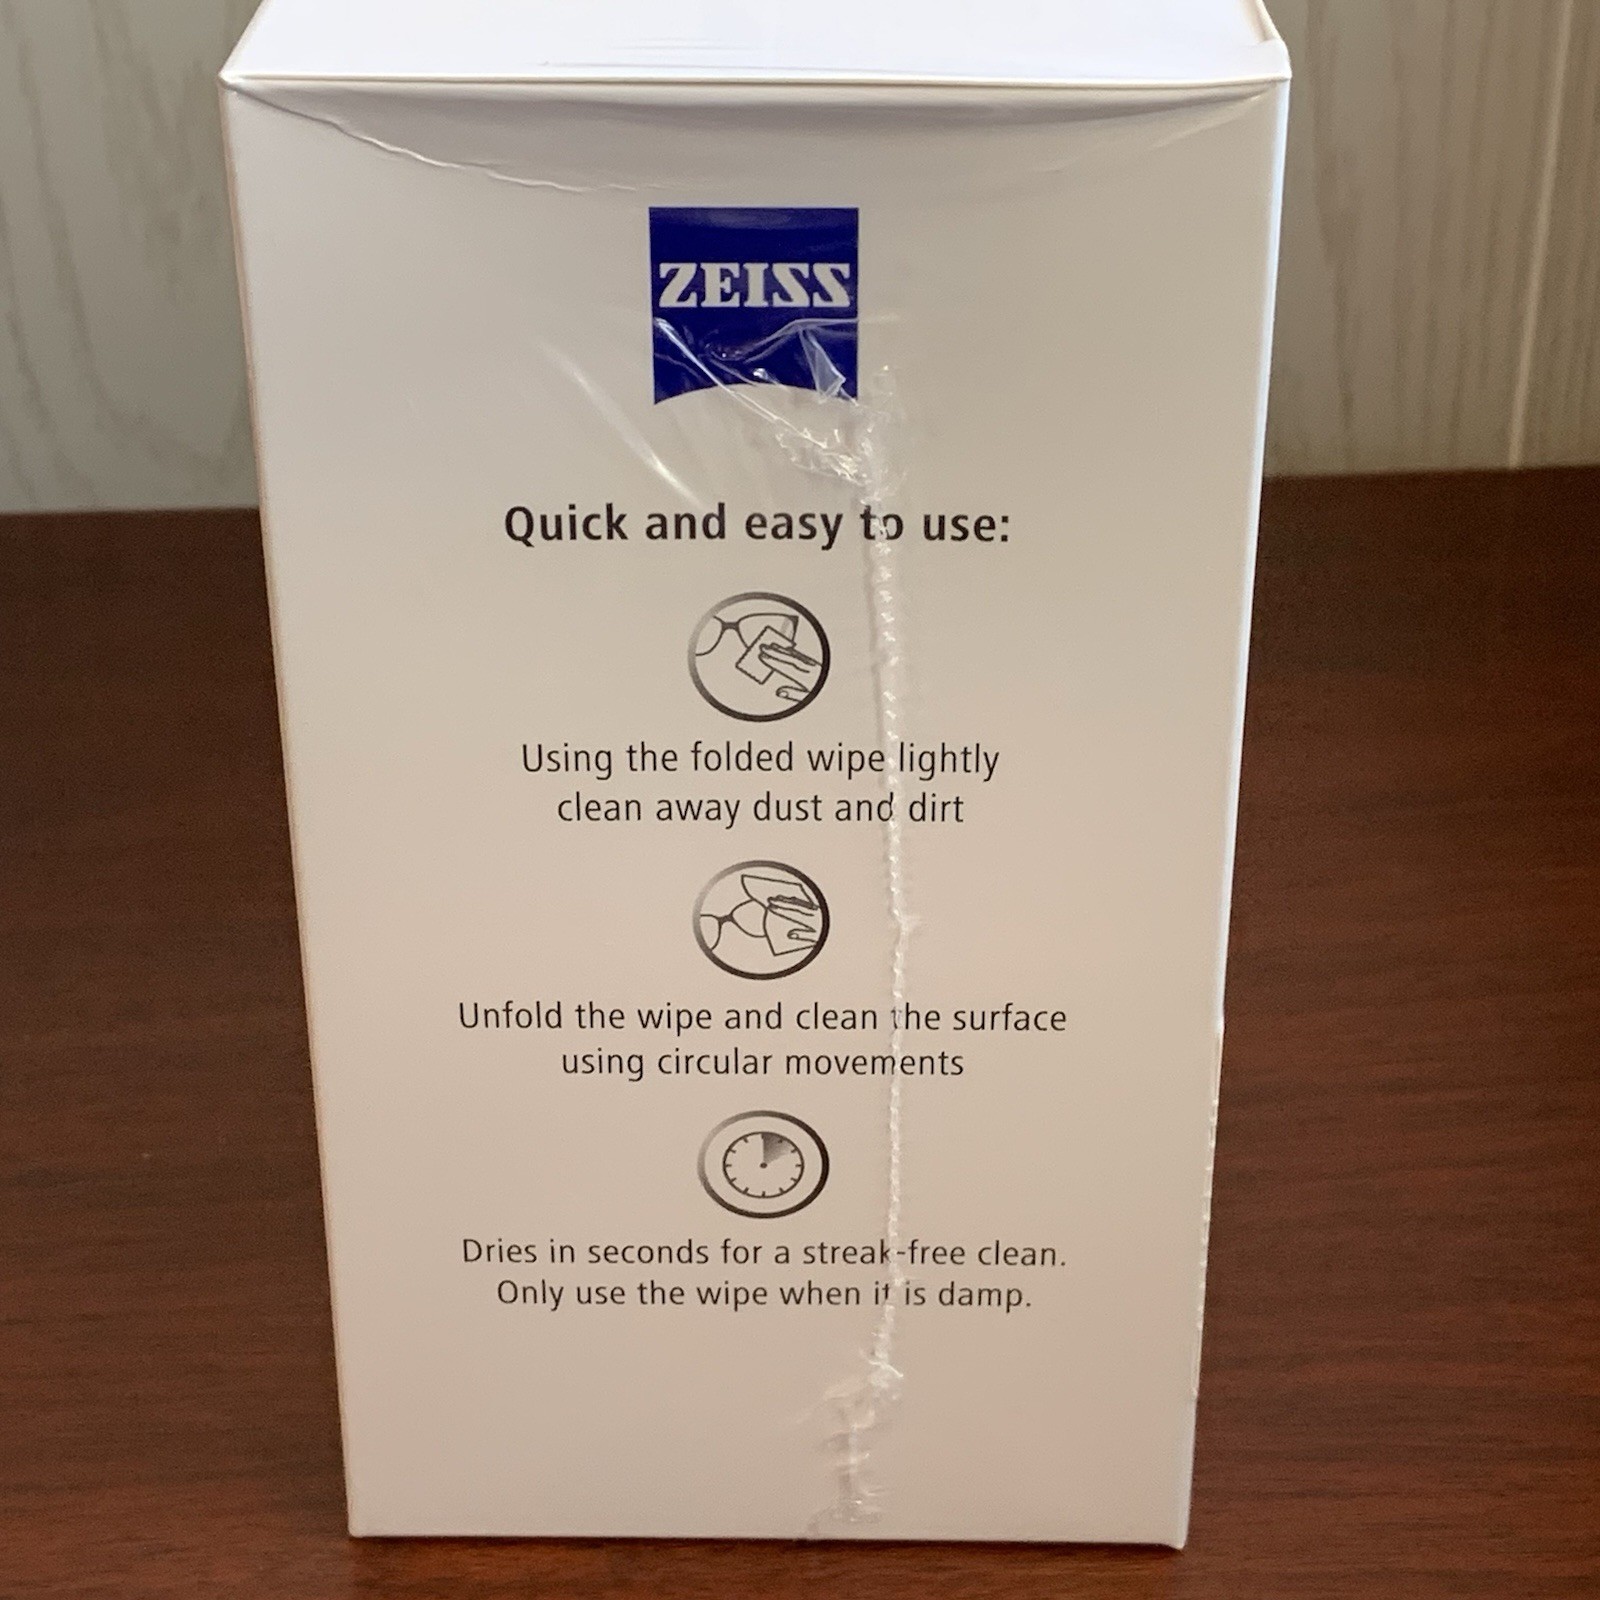 ZEISS
Quick and easy to use:
Using the folded wipe lightly
clean away dust and dirt
Unfold the wipe and clean the surface
using circular movements
Dries in seconds for a streak-free clean.
Only use the wipe when it is damp.